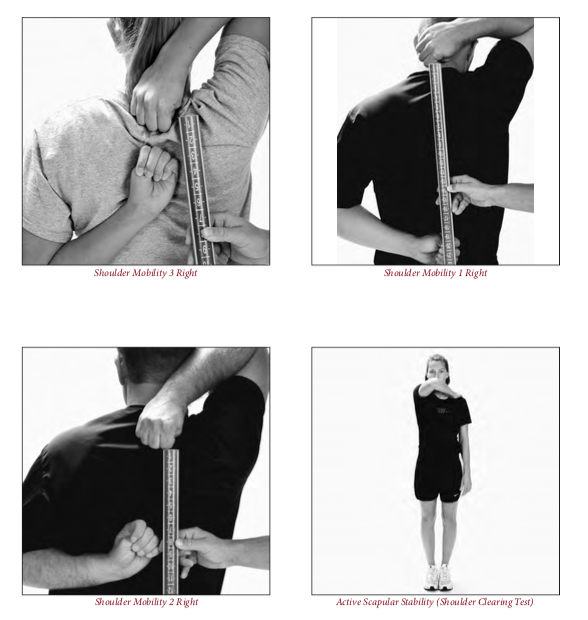 Shoulder Mobility 3 Right
Shoulder Mobility 1 Right
Shoulder Mobility 2 Right
Active Scapular Stability (Shoulder Clearing Test)